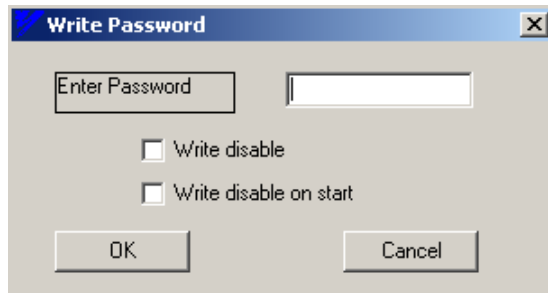 Write Password
Enter Password
Write disable
Write disable on start
OK Cancel